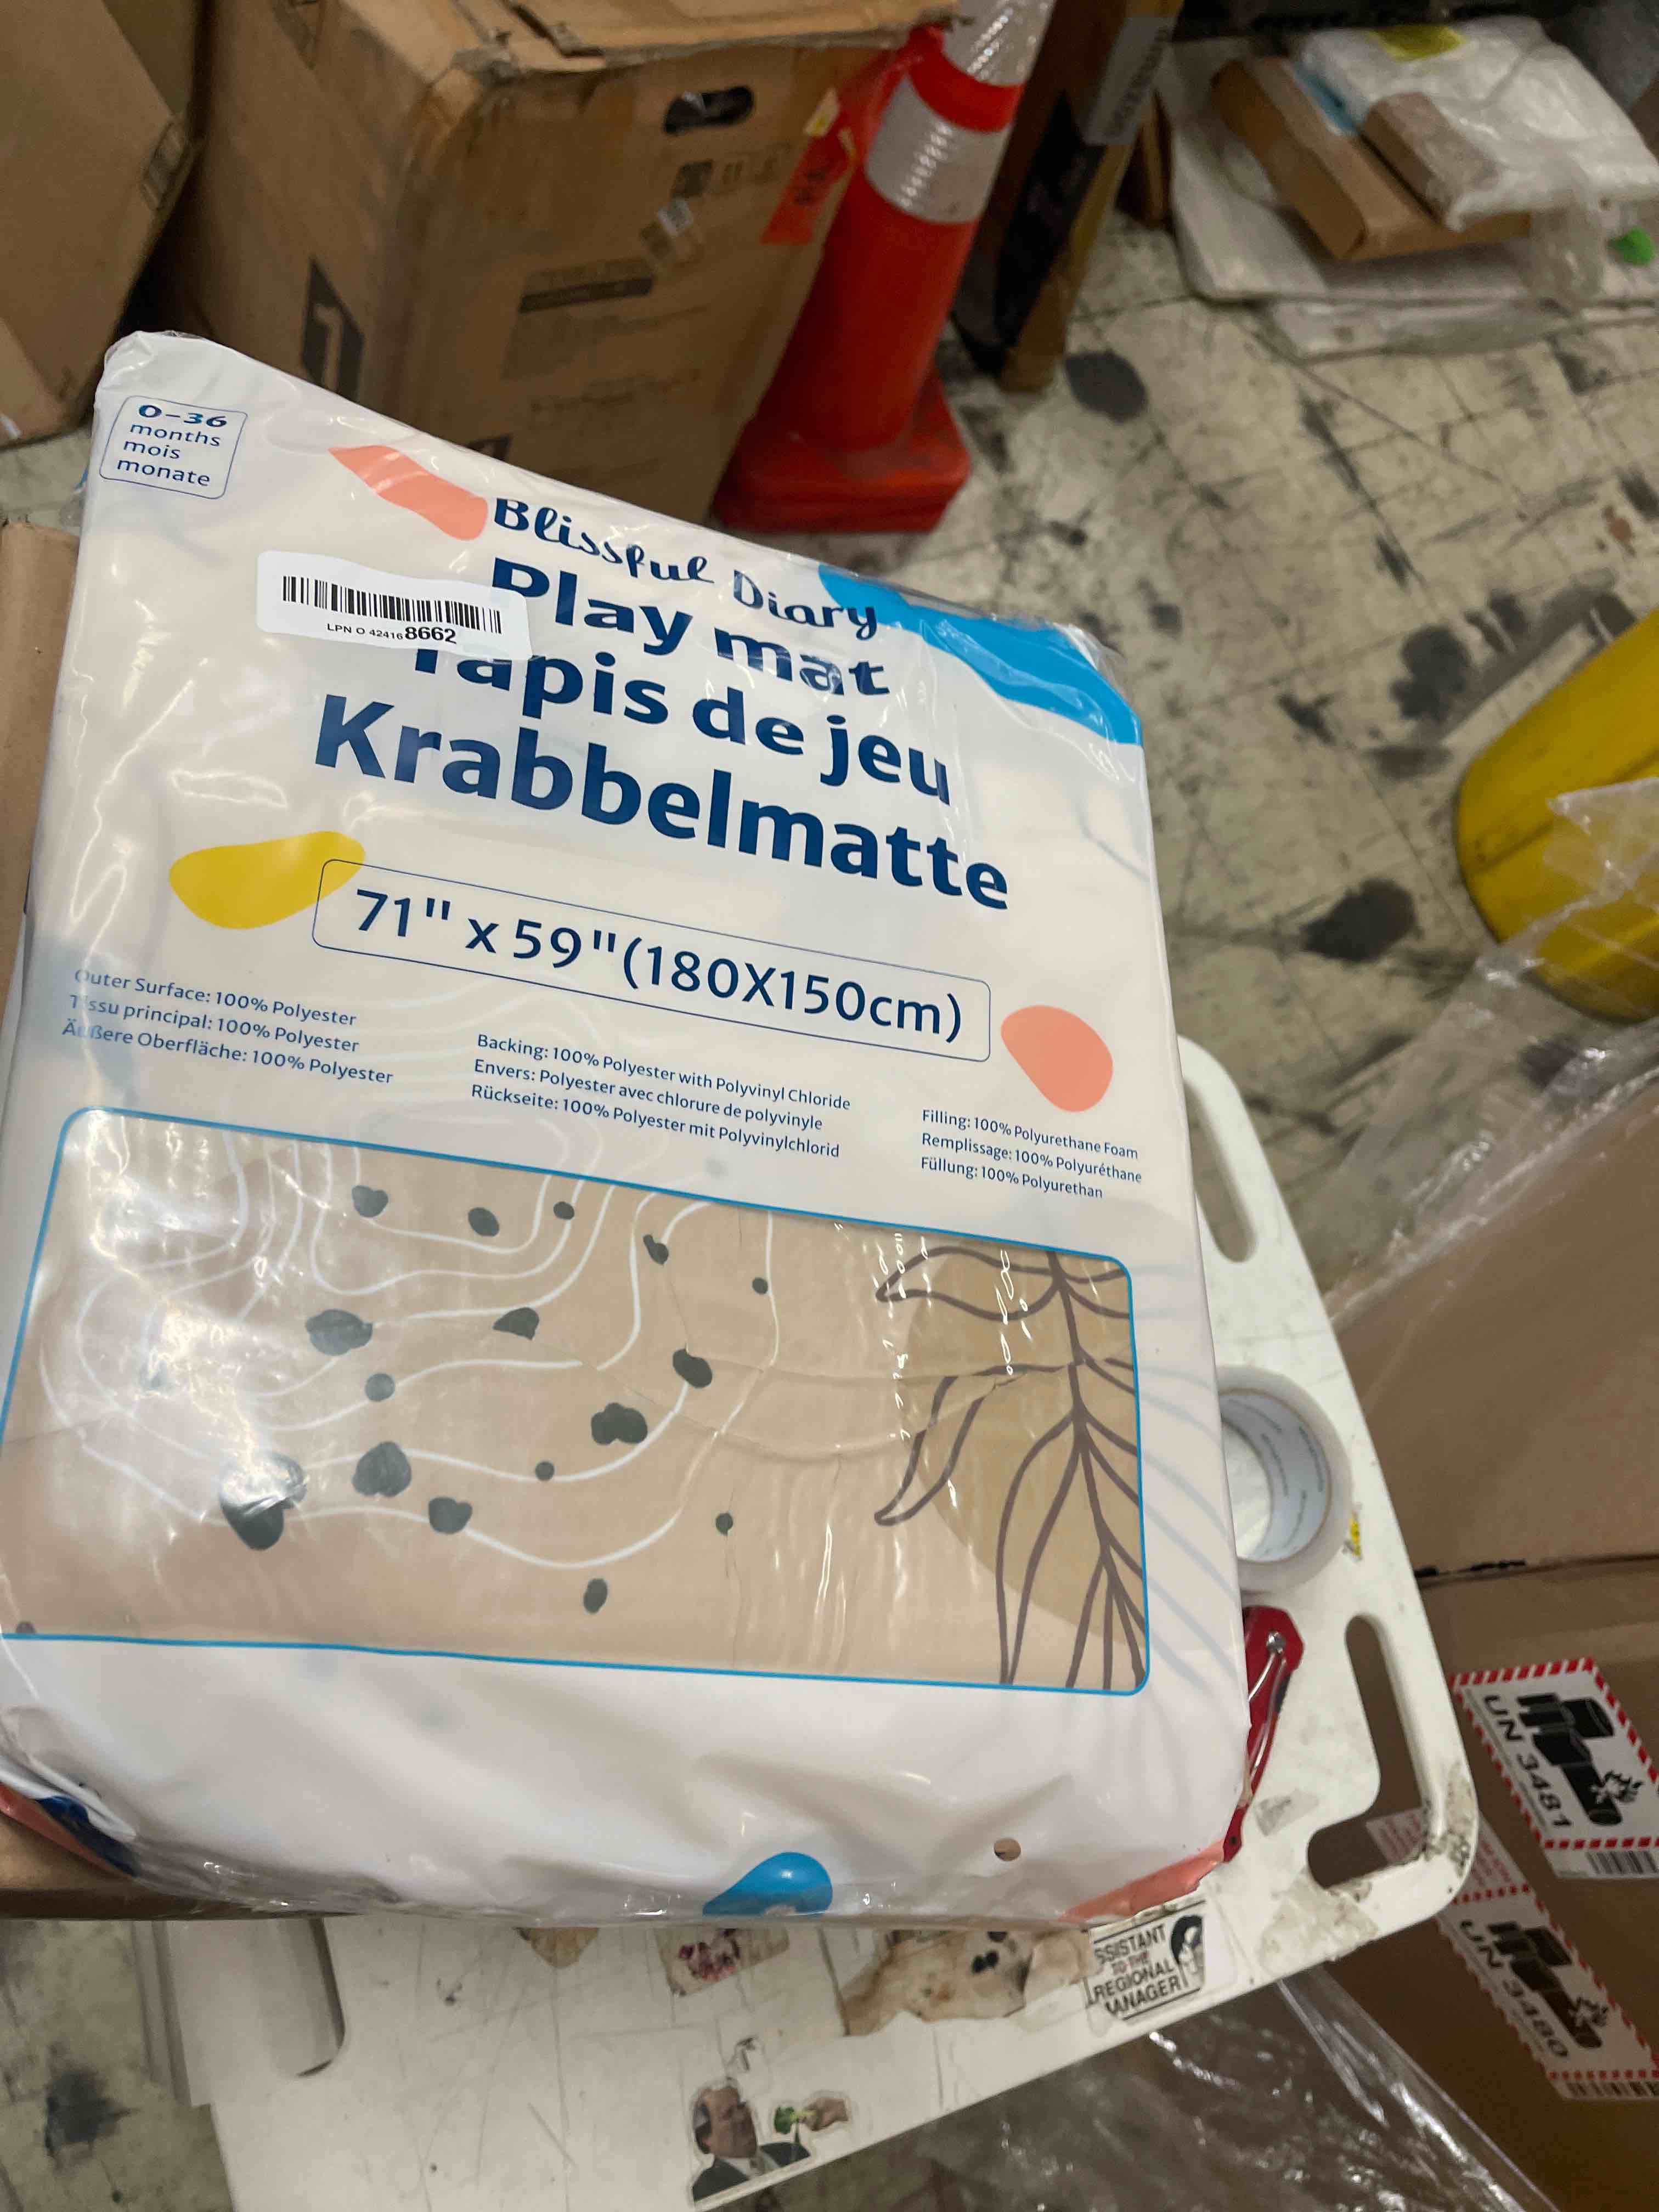 0-36
months
mois
monate
Blissful Diary
Play mat
Tapis de jeu
Krabbelmatte
LPN O 424168662
71" x 59"(180X150cm)
Outer Surface: 100% Polyester
Tissu principal: 100% Polyester
Äußere Oberfläche: 100% Polyester
Backing: 100% Polyester with Polyvinyl Chloride
Envers: Polyester avec chlorure de polyvinyle
Rückseite: 100% Polyester mit Polyvinylchlorid
Filling: 100% Polyurethane Foam
Remplissage: 100% Polyuréthane
Füllung: 100% Polyurethan
UN 3481
UN 3480
ASSISTANT
TO THE
REGIONAL
MANAGER